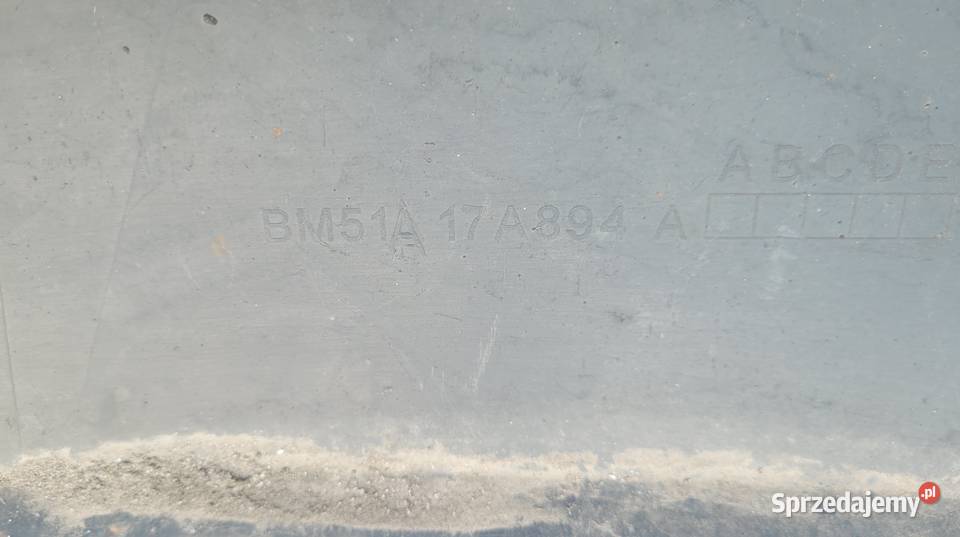 A B C D E
BM51A 17A894 A
Sprzedajemy.pl